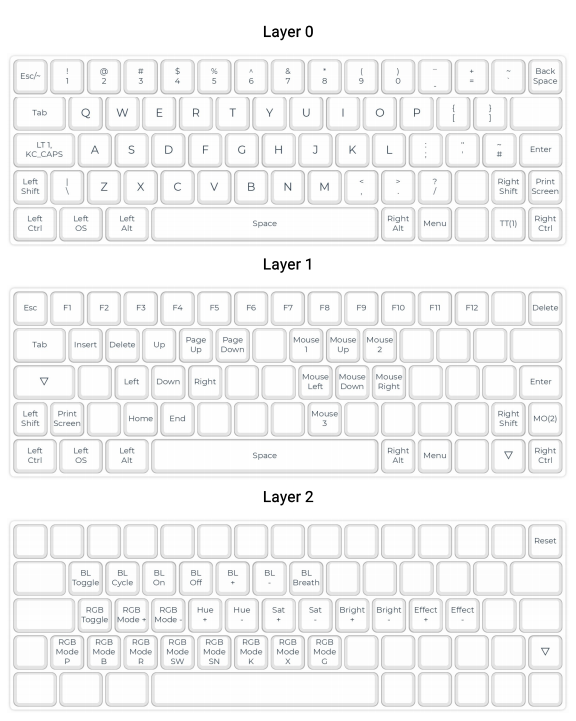 Layer 0
Esc/~ ! @ # $ % ^ & * ( ) _ + ~ Back
1 2 3 4 5 6 7 8 9 0 - = ` Space
Tab Q W E R T Y U I O P { }
[ ]
LT 1, A S D F G H J K L : " ~ Enter
KC_CAPS ; ' #
Left | Z X C V B N M < > ? Right Print
Shift \ , . / Shift Screen
Left Left Left Space Right Menu TT(1) Right
Ctrl OS Alt Alt Ctrl
Layer 1
Esc F1 F2 F3 F4 F5 F6 F7 F8 F9 F10 F11 F12 Delete
Tab Insert Delete Up Page Page Mouse Mouse Mouse
Up Down 1 Up 2
▽ Left Down Right Mouse Mouse Mouse Enter
Left Down Right
Left Print Home End Mouse Right MO(2)
Shift Screen 3 Shift
Left Left Left Space Right Menu ▽ Right
Ctrl OS Alt Alt Ctrl
Layer 2
Reset
BL BL BL BL BL BL BL
Toggle Cycle On Off + - Breath
RGB RGB RGB Hue Hue Sat Sat Bright Bright Effect Effect
Toggle Mode + Mode - + - + - + - + -
RGB RGB RGB RGB RGB RGB RGB RGB ▽
Mode Mode Mode Mode Mode Mode Mode Mode
P B R SW SN K X G